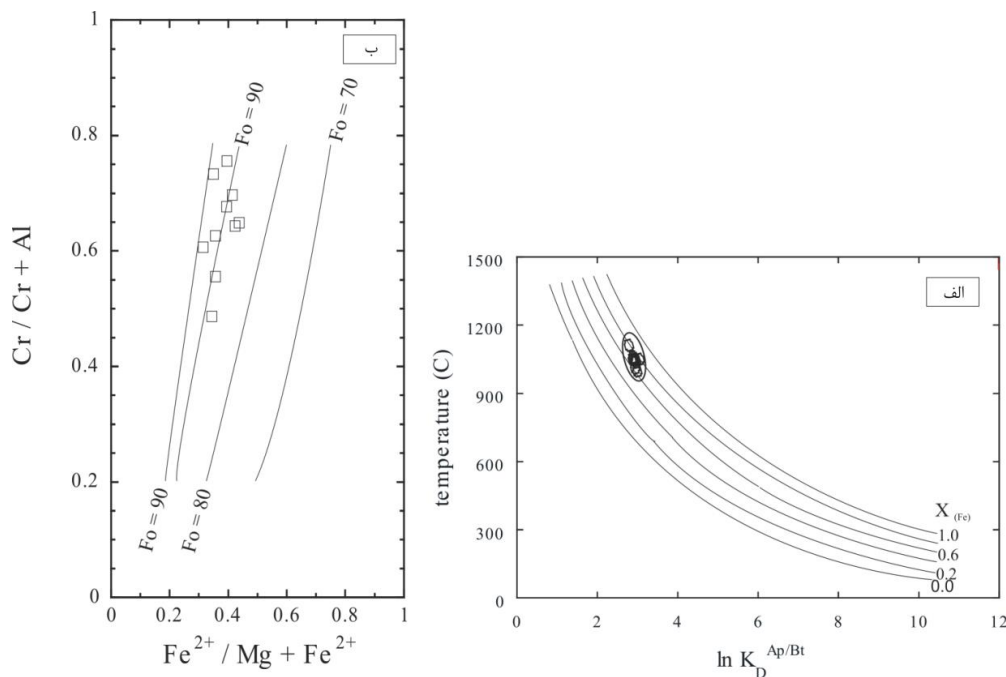 1
0.8
0.6
0.4
0.2
0
0
0.2
0.4
0.6
0.8
1
Cr / Cr + Al
Fe²⁺ / Mg + Fe²⁺
ب
Fo = 90
Fo = 70
Fo = 90
Fo = 80
1500
1200
900
600
300
0
0
2
4
6
8
10
12
temperature (C)
ln K_D^Ap/Bt
الف
X (Fe)
1.0
0.6
0.2
0.0